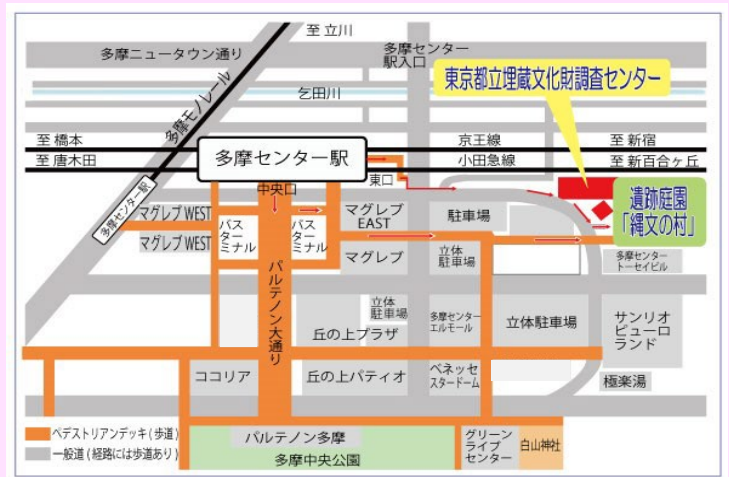 至 立川
多摩ニュータウン通り
多摩センター
駅入口
東京都立埋蔵文化財調査センター
乞田川
多摩モノレール
至 橋本
京王線
至 新宿
至 唐木田
多摩センター駅
小田急線
至 新百合ヶ丘
東口
中央口
多摩センター駅
マグレブ WEST
マグレブ WEST
バス
ターミナル
バス
ターミナル
マグレブ
EAST
駐車場
遺跡庭園
「縄文の村」
マグレブ
立体
駐車場
多摩センター
トーセイビル
パルテノン大通り
立体
駐車場
丘の上プラザ
多摩センター
エルモール
立体駐車場
サンリオ
ピューロ
ランド
ココリア
丘の上パティオ
ベネッセ
スタードーム
極楽湯
ペデストリアンデッキ ( 歩道 )
一般道 ( 経路には歩道あり )
パルテノン多摩
多摩中央公園
グリーン
ライブ
センター
白山神社